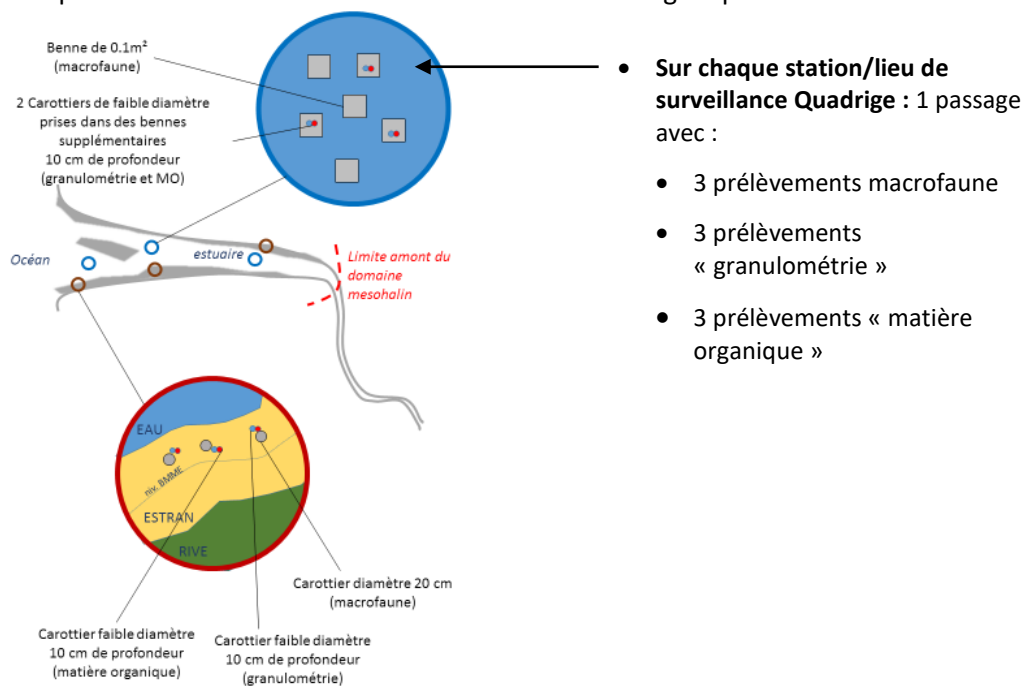 Benne de 0.1m²
(macrofaune)
2 Carottiers de faible diamètre
prises dans des bennes
supplémentaires
10 cm de profondeur
(granulométrie et MO)
• Sur chaque station/lieu de
surveillance Quadrige : 1 passage
avec :
• 3 prélèvements macrofaune
• 3 prélèvements
« granulométrie »
• 3 prélèvements « matière
organique »
Océan
estuaire
Limite amont du
domaine
mesohalin
EAU
niv. BMME
ESTRAN
RIVE
Carottier diamètre 20 cm
(macrofaune)
Carottier faible diamètre
10 cm de profondeur
(matière organique)
Carottier faible diamètre
10 cm de profondeur
(granulométrie)